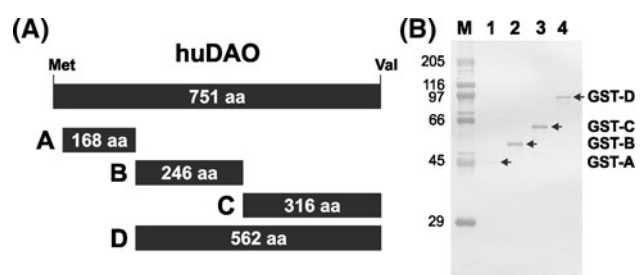 (A)
huDAO
Met Val
751 aa
A 168 aa
B 246 aa
C 316 aa
D 562 aa
(B)
M 1 2 3 4
205
116
97
66
45
29
GST-D
GST-C
GST-B
GST-A